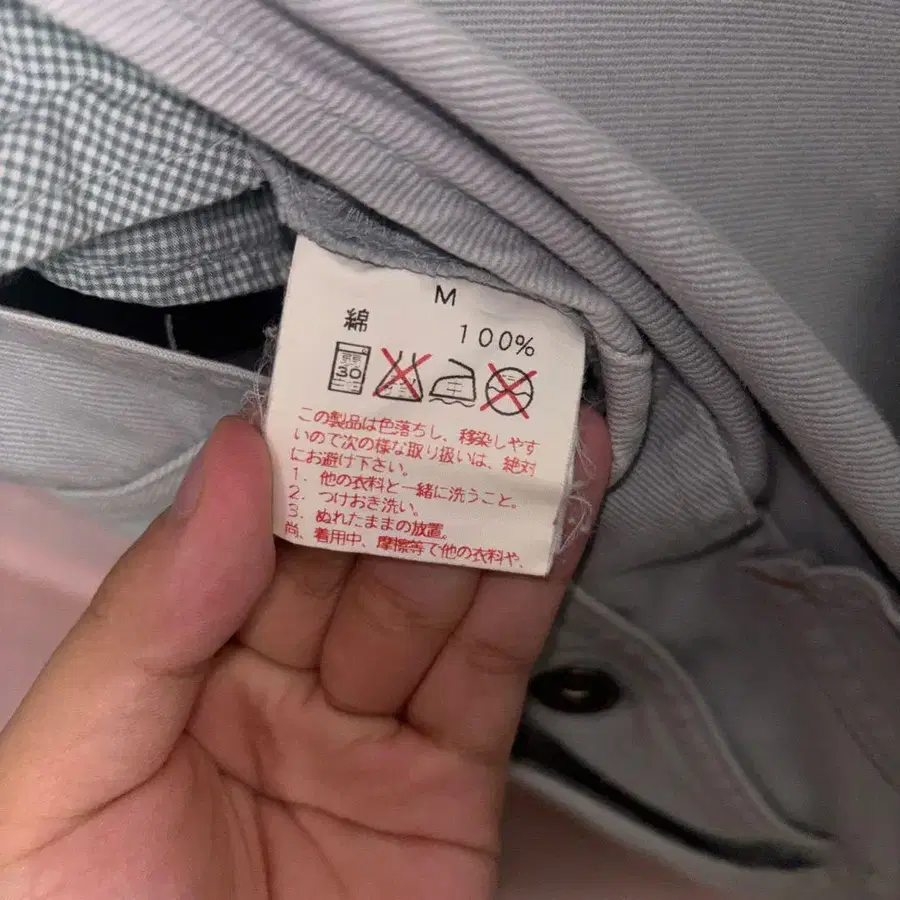 M
綿 100%
弱
30
この製品は色落ちし、移染しやす
いので次の様な取り扱いは、絶対
にお避け下さい。
1. 他の衣料と一緒に洗うこと。
2. つけおき洗い。
3. ぬれたままの放置。
尚、着用中、摩擦等で他の衣料や、